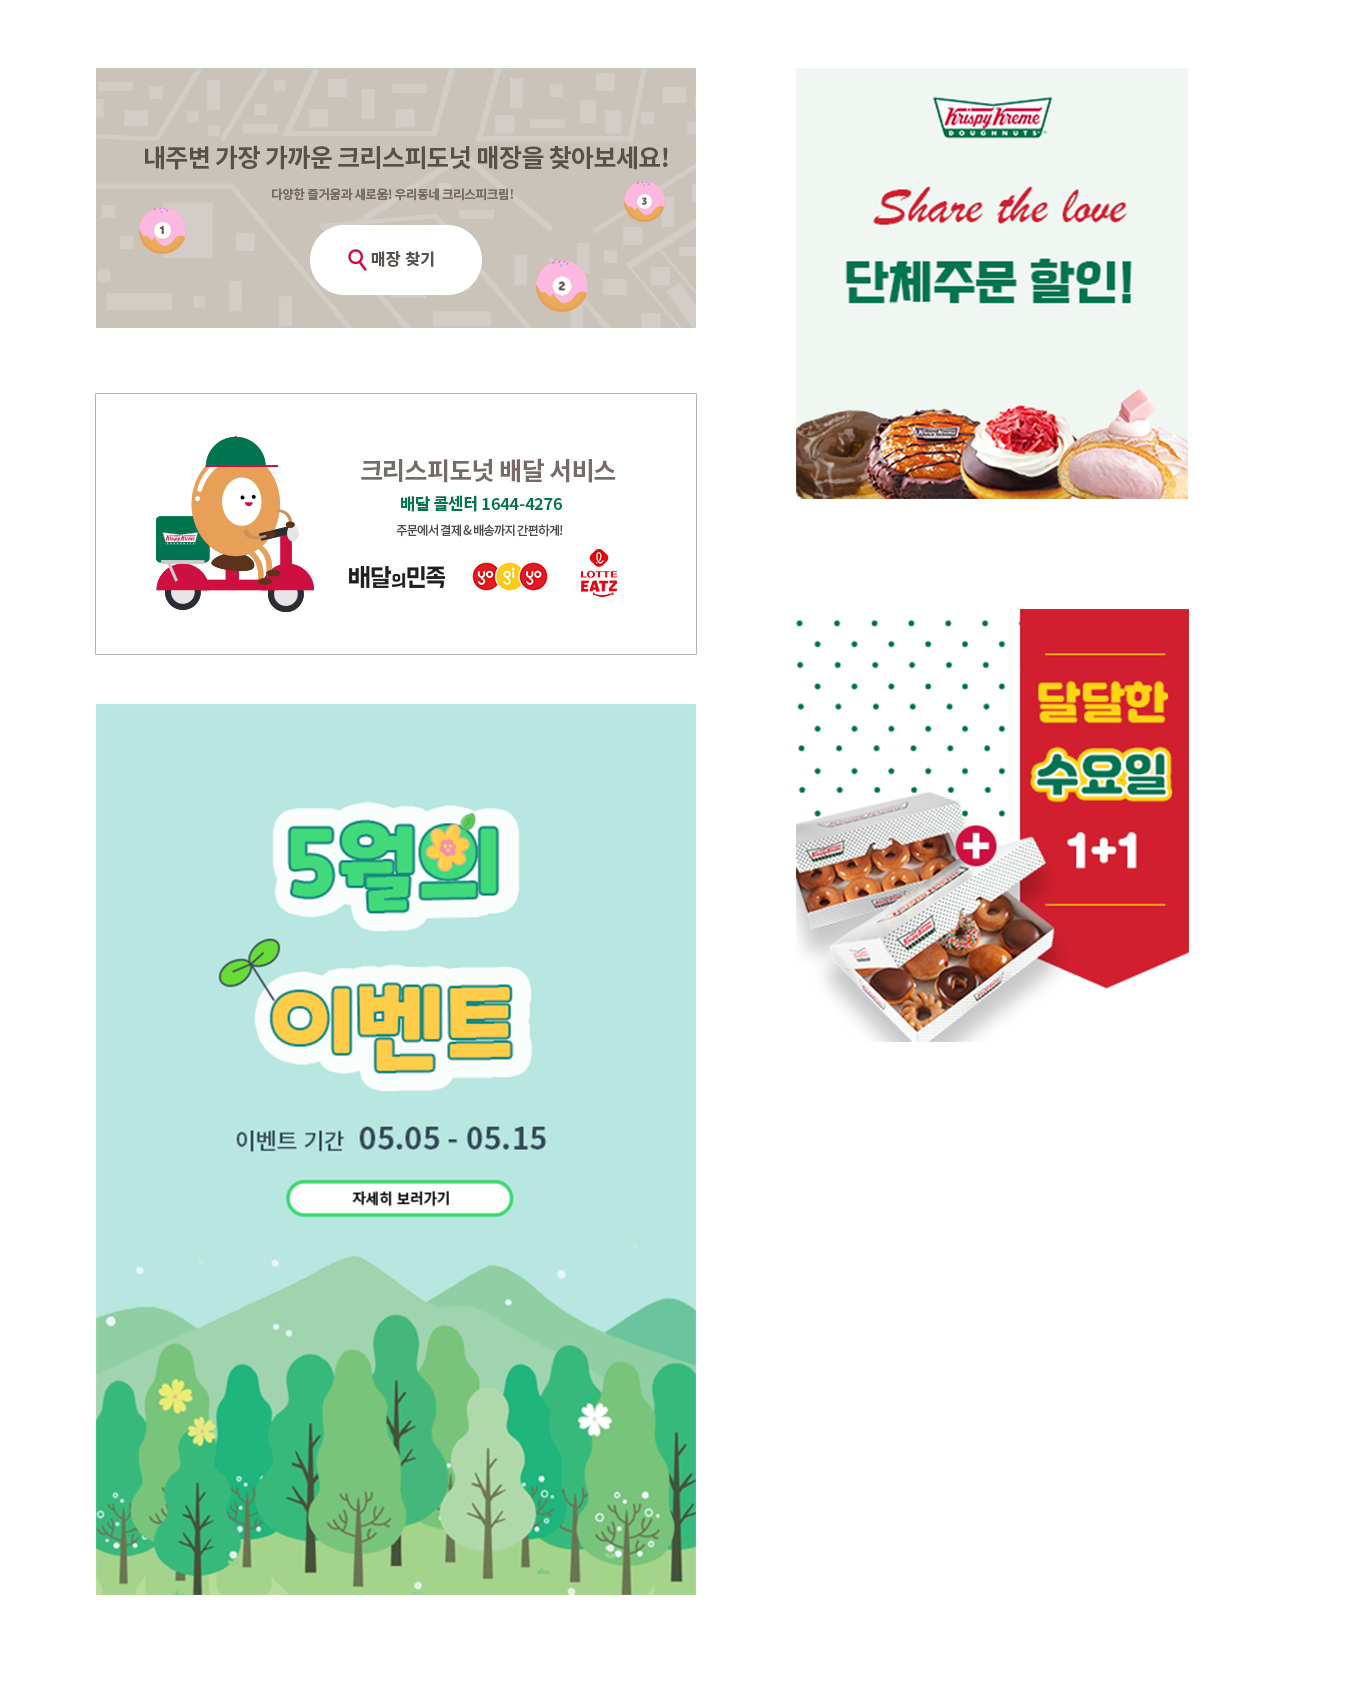 내주변 가장 가까운 크리스피도넛 매장을 찾아보세요!
다양한 즐거움과 새로움! 우리동네 크리스피크림!
1
3
매장 찾기
2
크리스피도넛 배달 서비스
배달 콜센터 1644-4276
주문에서 결제 & 배송까지 간편하게!
Krispy Kreme
배달의민족
yo gi yo
LOTTE
EATZ
5월의
이벤트
이벤트 기간 05.05 - 05.15
자세히 보러가기
Krispy Kreme
DOUGHNUTS
Share the love
단체주문 할인!
달달한
수요일
1+1
Krispy Kreme
Krispy Kreme